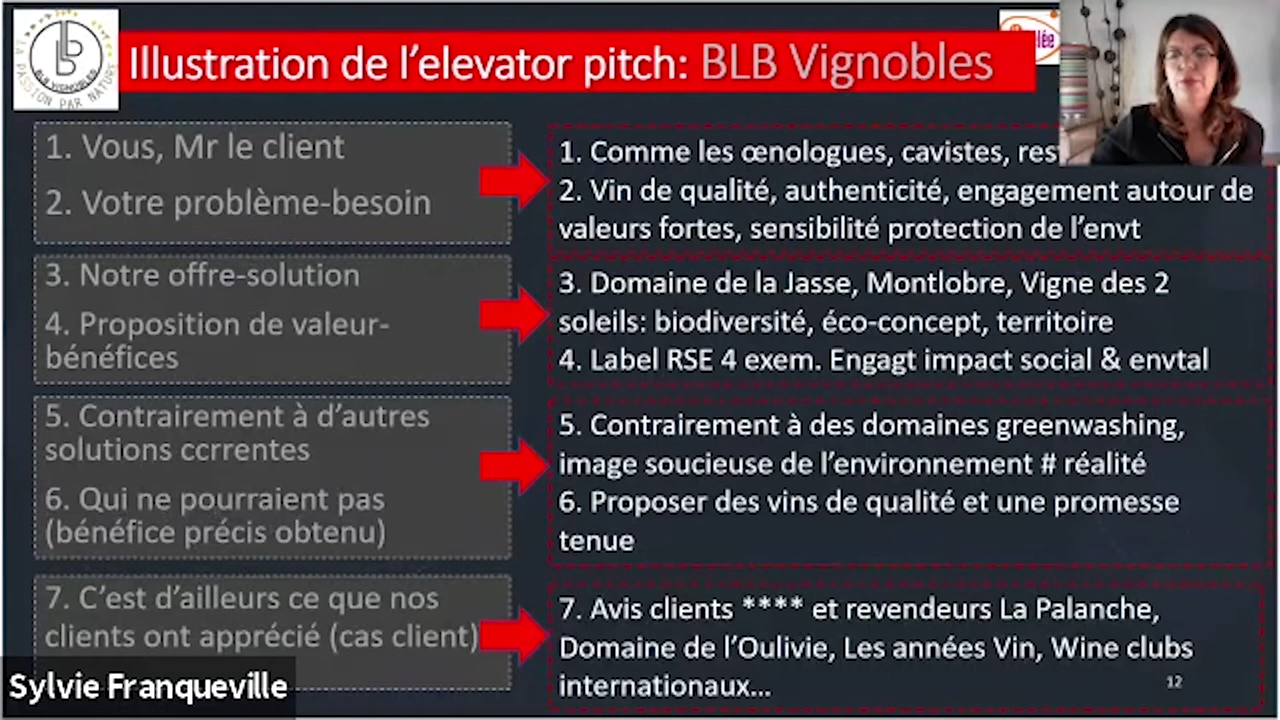 Illustration de l'elevator pitch: BLB Vignobles
BLB VIGNOBLES
LA PASSION PAR NATURE
1. Vous, Mr le client
2. Votre problème-besoin
1. Comme les œnologues, cavistes,
2. Vin de qualité, authenticité, engagement autour de
valeurs fortes, sensibilité protection de l'envt
3. Notre offre-solution
4. Proposition de valeur-
bénéfices
3. Domaine de la Jasse, Montlobre, Vigne des 2
soleils: biodiversité, éco-concept, territoire
4. Label RSE 4 exem. Engagt impact social & envtal
5. Contrairement à d'autres
solutions ccrrentes
6. Qui ne pourraient pas
(bénéfice précis obtenu)
5. Contrairement à des domaines greenwashing,
image soucieuse de l'environnement # réalité
6. Proposer des vins de qualité et une promesse
tenue
7. C'est d'ailleurs ce que nos
clients ont apprécié (cas client)
7. Avis clients **** et revendeurs La Palanche,
Domaine de l'Oulivie, Les années Vin, Wine clubs
internationaux...
12
Sylvie Franqueville